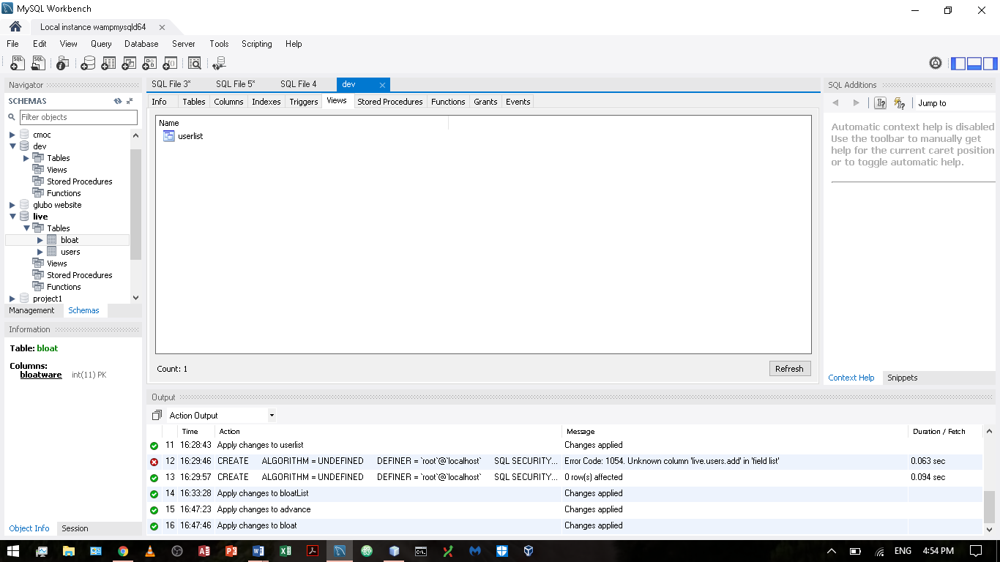 MySQL Workbench
Local instance wampmysqld64
File Edit View Query Database Server Tools Scripting Help
Navigator
SCHEMAS
Filter objects
cmoc
dev
Tables
Views
Stored Procedures
Functions
glubo website
live
Tables
bloat
users
Views
Stored Procedures
Functions
project1
Management Schemas
Information
Table: bloat
Columns:
bloatware int(11) PK
Object Info Session
SQL File 3* SQL File 5* SQL File 4 dev
Info Tables Columns Indexes Triggers Views Stored Procedures Functions Grants Events
Name
userlist
Count: 1
Refresh
SQL Additions
Jump to
Automatic context help is disabled
Use the toolbar to manually get
help for the current caret position
or to toggle automatic help.
Context Help Snippets
Output
Action Output
Time Action Message Duration / Fetch
11 16:28:43 Apply changes to userlist Changes applied
12 16:29:46 CREATE ALGORITHM = UNDEFINED DEFINER = `root`@`localhost` SQL SECURITY... Error Code: 1054. Unknown column 'live.users.add' in 'field list' 0.063 sec
13 16:29:57 CREATE ALGORITHM = UNDEFINED DEFINER = `root`@`localhost` SQL SECURITY... 0 row(s) affected 0.094 sec
14 16:33:28 Apply changes to bloatList Changes applied
15 16:47:23 Apply changes to advance Changes applied
16 16:47:46 Apply changes to bloat Changes applied
ENG 4:54 PM